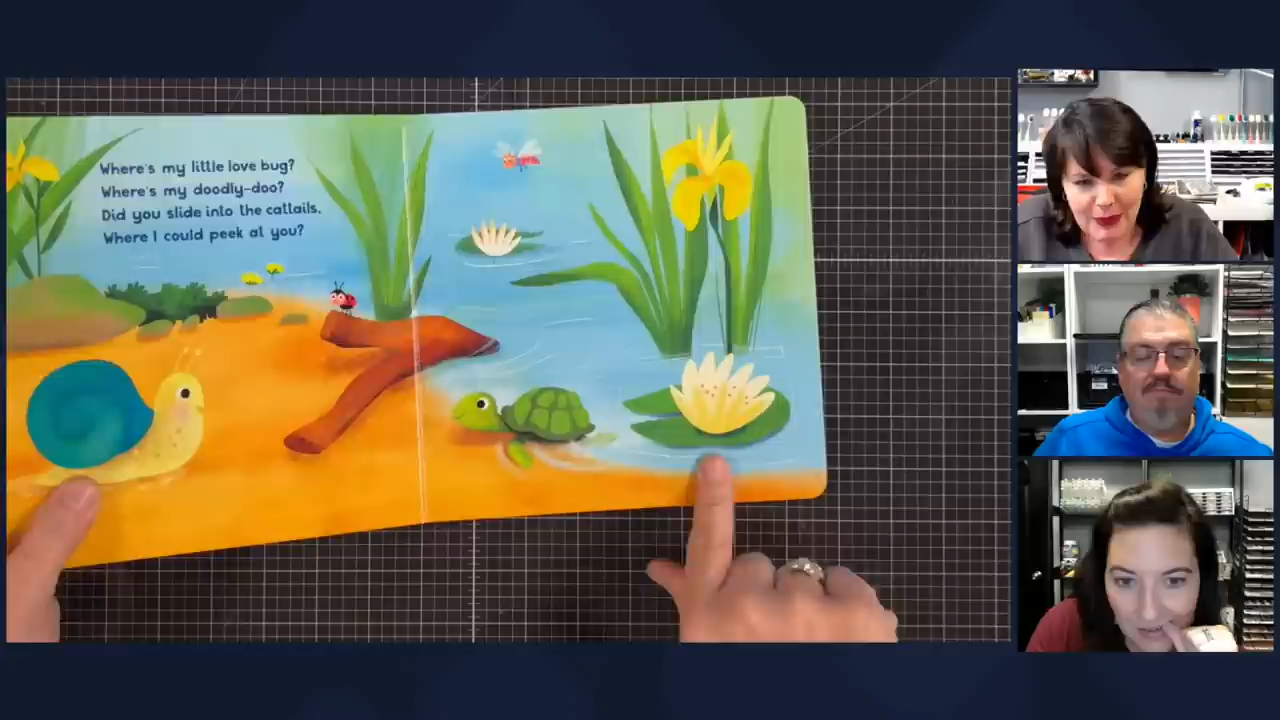 Where's my little love bug?
Where's my doodly-doo?
Did you slide into the cattails,
Where I could peek at you?